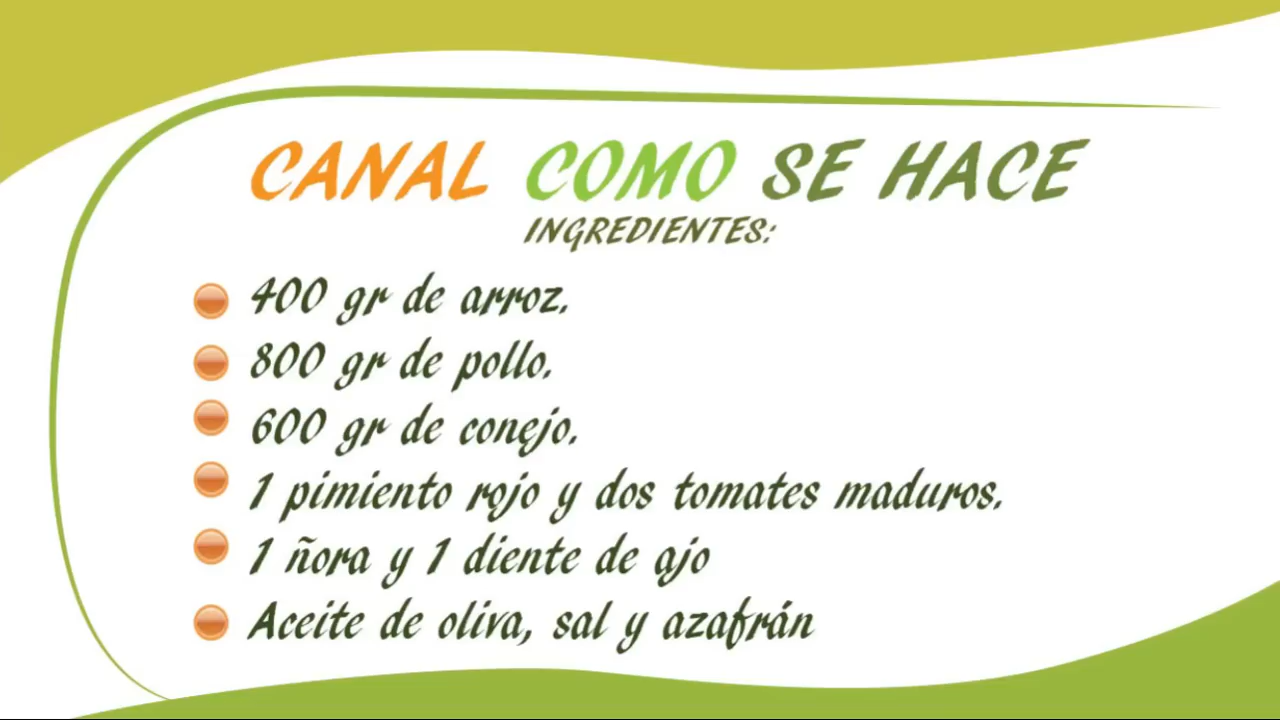 CANAL COMO SE HACE
INGREDIENTES:
400 gr de arroz.
800 gr de pollo.
600 gr de conejo.
1 pimiento rojo y dos tomates maduros.
1 ñora y 1 diente de ajo
Aceite de oliva, sal y azafrán